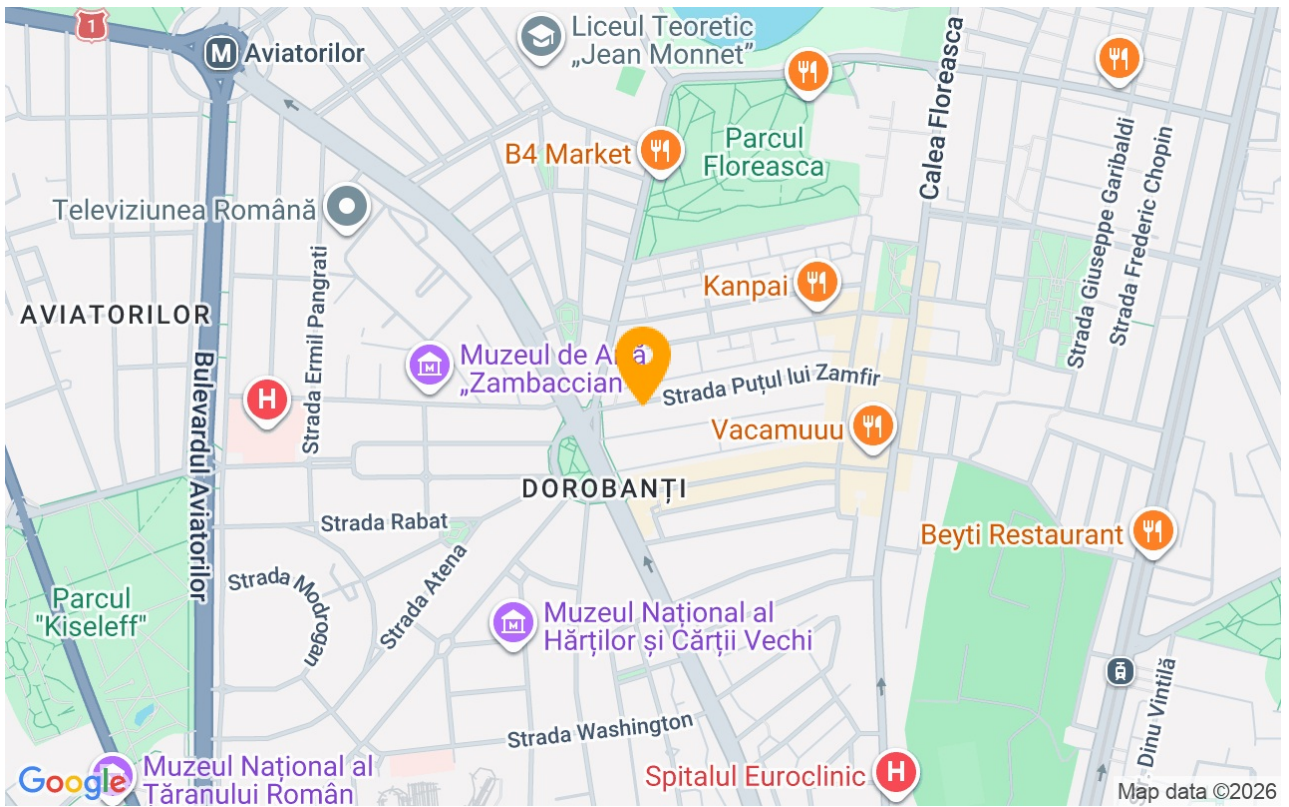 1
Aviatorilor
Liceul Teoretic
„Jean Monnet”
Calea Floreasca
B4 Market
Parcul
Floreasca
Strada Giuseppe Garibaldi
Strada Frederic Chopin
Televiziunea Română
Kanpai
AVIATORILOR
Strada Ermil Pangrati
Bulevardul Aviatorilor
Muzeul de Artă
„Zambaccian
Strada Puțul lui Zamfir
H
Vacamuuu
DOROBANȚI
Strada Rabat
Beyti Restaurant
Strada Modrogan
Strada Atena
Parcul
"Kiseleff"
Muzeul Național al
Hărților și Cărții Vechi
Strada Washington
Str. Dinu Vintilă
Muzeul Național al
Țăranului Român
Spitalul Euroclinic
H
Google
Map data ©2026